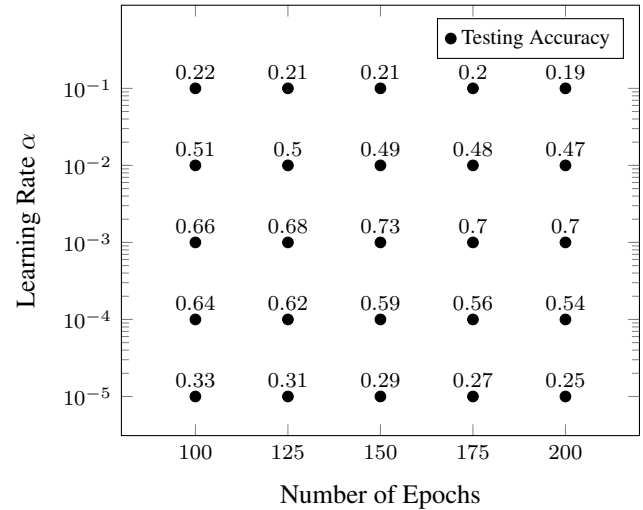 Testing Accuracy
0.22 0.21 0.21 0.2 0.19
10⁻¹
0.51 0.5 0.49 0.48 0.47
10⁻²
0.66 0.68 0.73 0.7 0.7
10⁻³
0.64 0.62 0.59 0.56 0.54
10⁻⁴
0.33 0.31 0.29 0.27 0.25
10⁻⁵
Learning Rate α
100 125 150 175 200
Number of Epochs